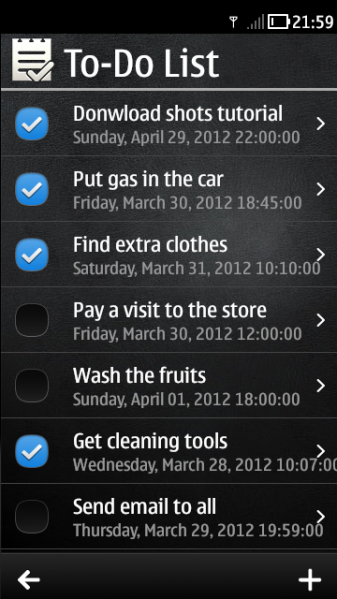 21:59
To-Do List
Donwload shots tutorial
Sunday, April 29, 2012 22:00:00
Put gas in the car
Friday, March 30, 2012 18:45:00
Find extra clothes
Saturday, March 31, 2012 10:10:00
Pay a visit to the store
Friday, March 30, 2012 12:00:00
Wash the fruits
Sunday, April 01, 2012 18:00:00
Get cleaning tools
Wednesday, March 28, 2012 10:07:00
Send email to all
Thursday, March 29, 2012 19:59:00